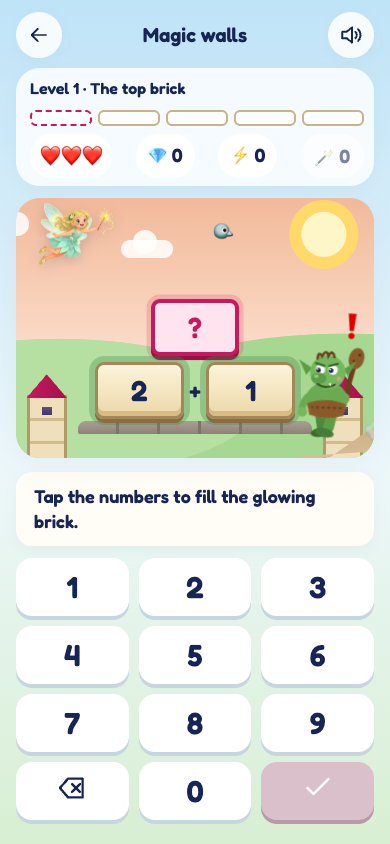 Magic walls
Level 1 · The top brick
0 0 0
?
2 + 1
!
Tap the numbers to fill the glowing
brick.
1 2 3
4 5 6
7 8 9
0